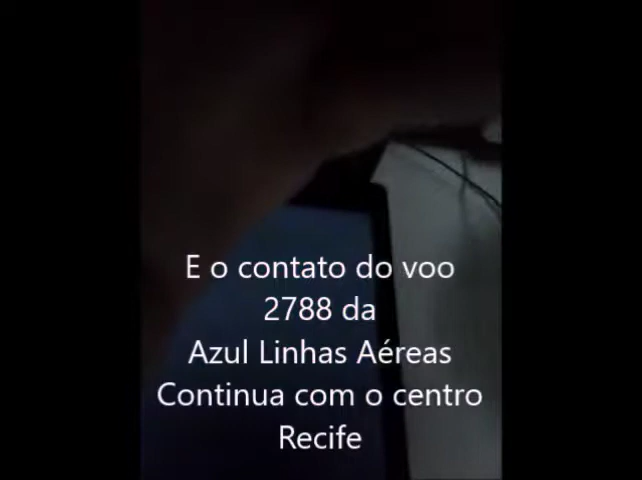 E o contato do voo
2788 da
Azul Linhas Aéreas
Continua com o centro
Recife